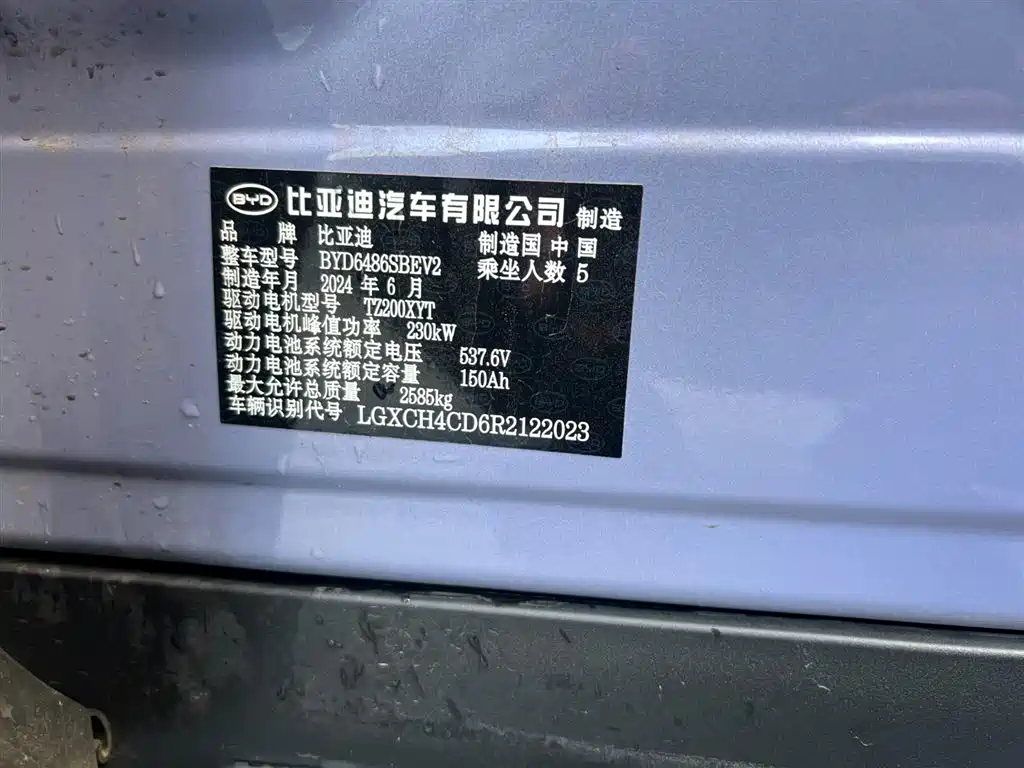 BYD 比亚迪汽车有限公司 制造
品 牌 比亚迪 制造国 中国
整车型号 BYD6486SBEV2 乘坐人数 5
制造年月 2024 年 6 月
驱动电机型号 TZ200XYT
驱动电机峰值功率 230kW
动力电池系统额定电压 537.6V
动力电池系统额定容量 150Ah
最大允许总质量 2585kg
车辆识别代号 LGXCH4CD6R2122023